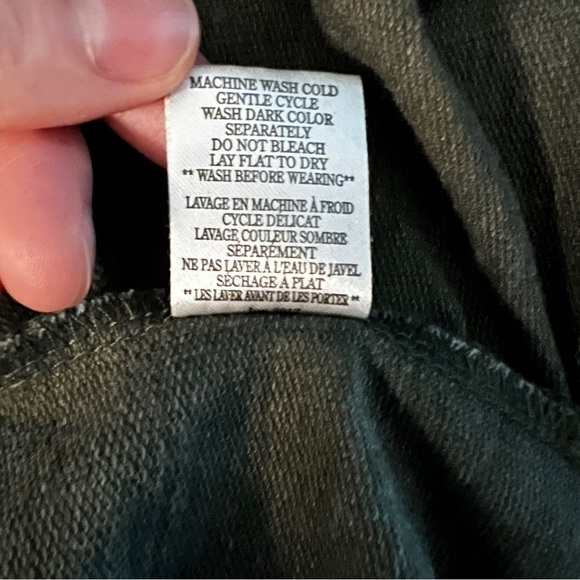 MACHINE WASH COLD
GENTLE CYCLE
WASH DARK COLOR
SEPARATELY
DO NOT BLEACH
LAY FLAT TO DRY
** WASH BEFORE WEARING**
LAVAGE EN MACHINE À FROID
CYCLE DÉLICAT
LAVAGE COULEUR SOMBRE
SÉPARÉMENT
NE PAS LAVER À L'EAU DE JAVEL
SÉCHAGE A PLAT
** LES LAVER AVANT DE LES PORTER **